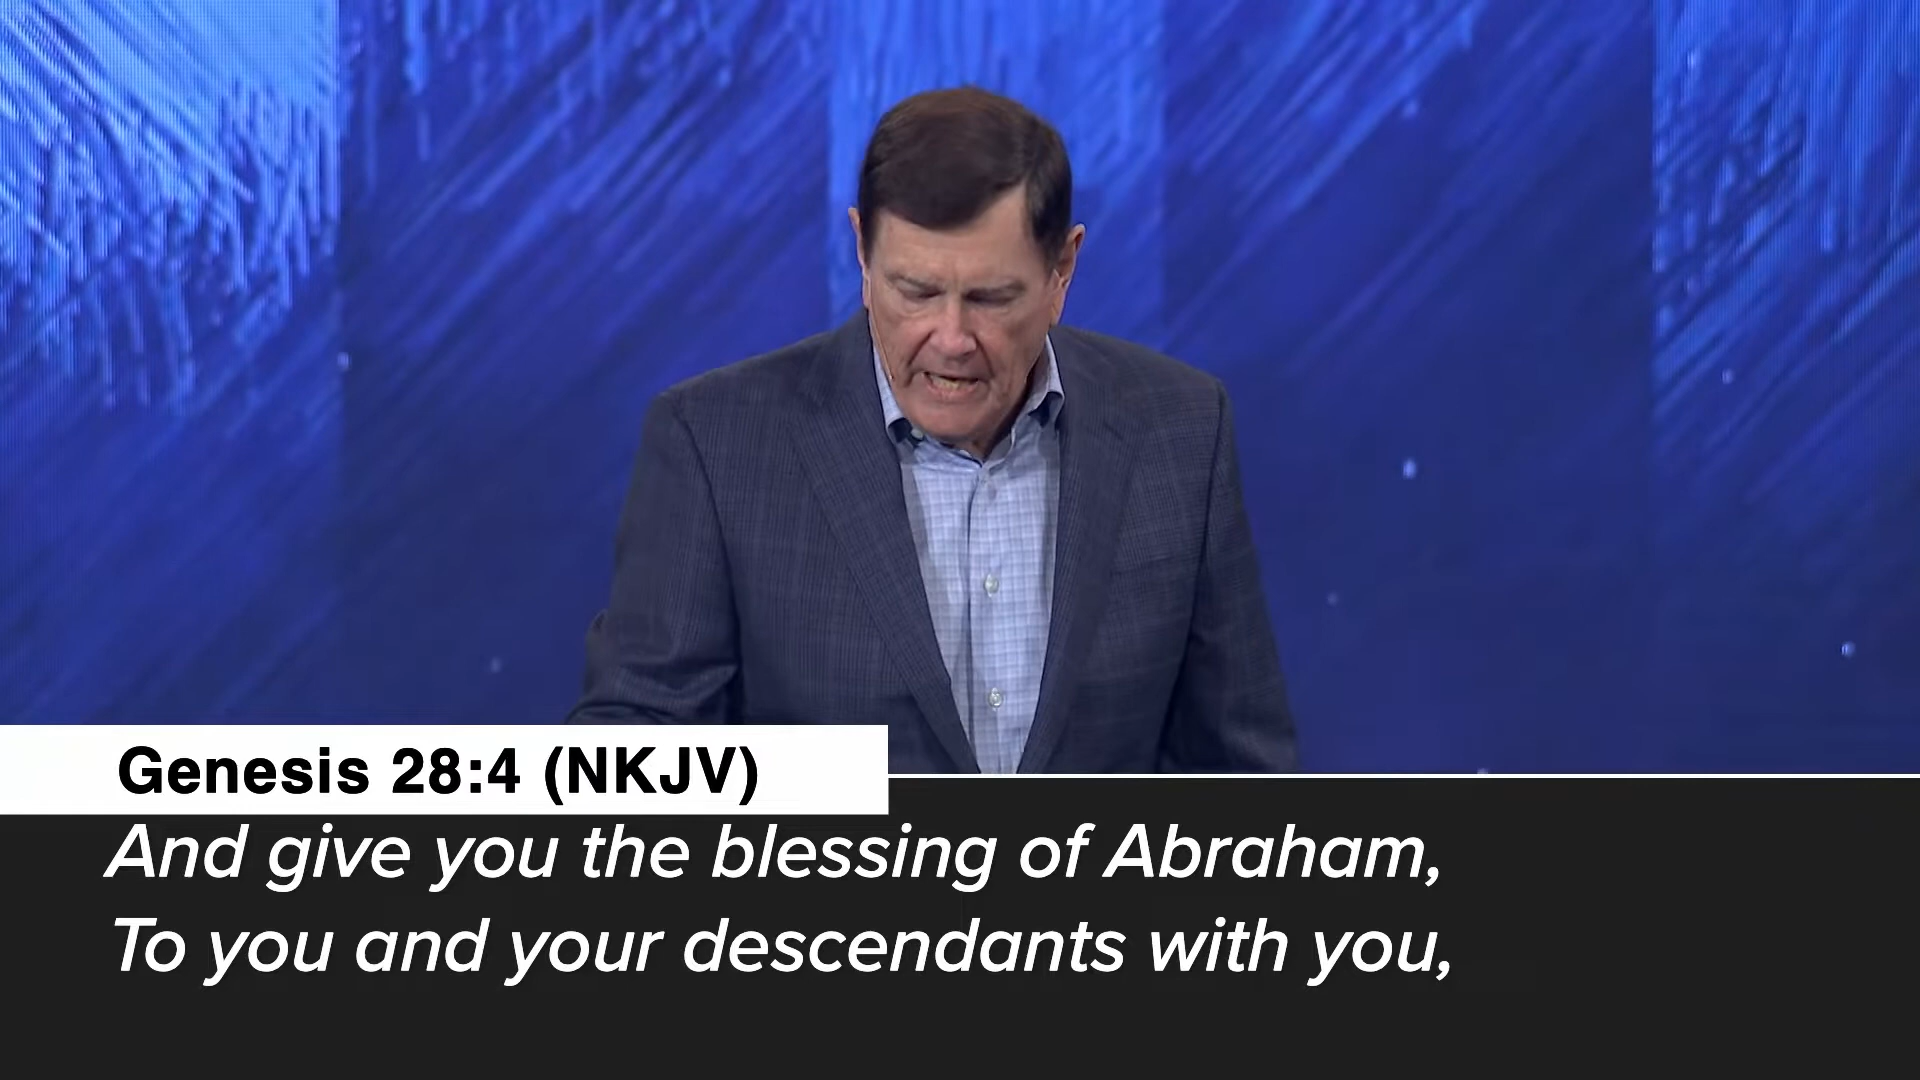 Genesis 28:4 (NKJV)
And give you the blessing of Abraham,
To you and your descendants with you,